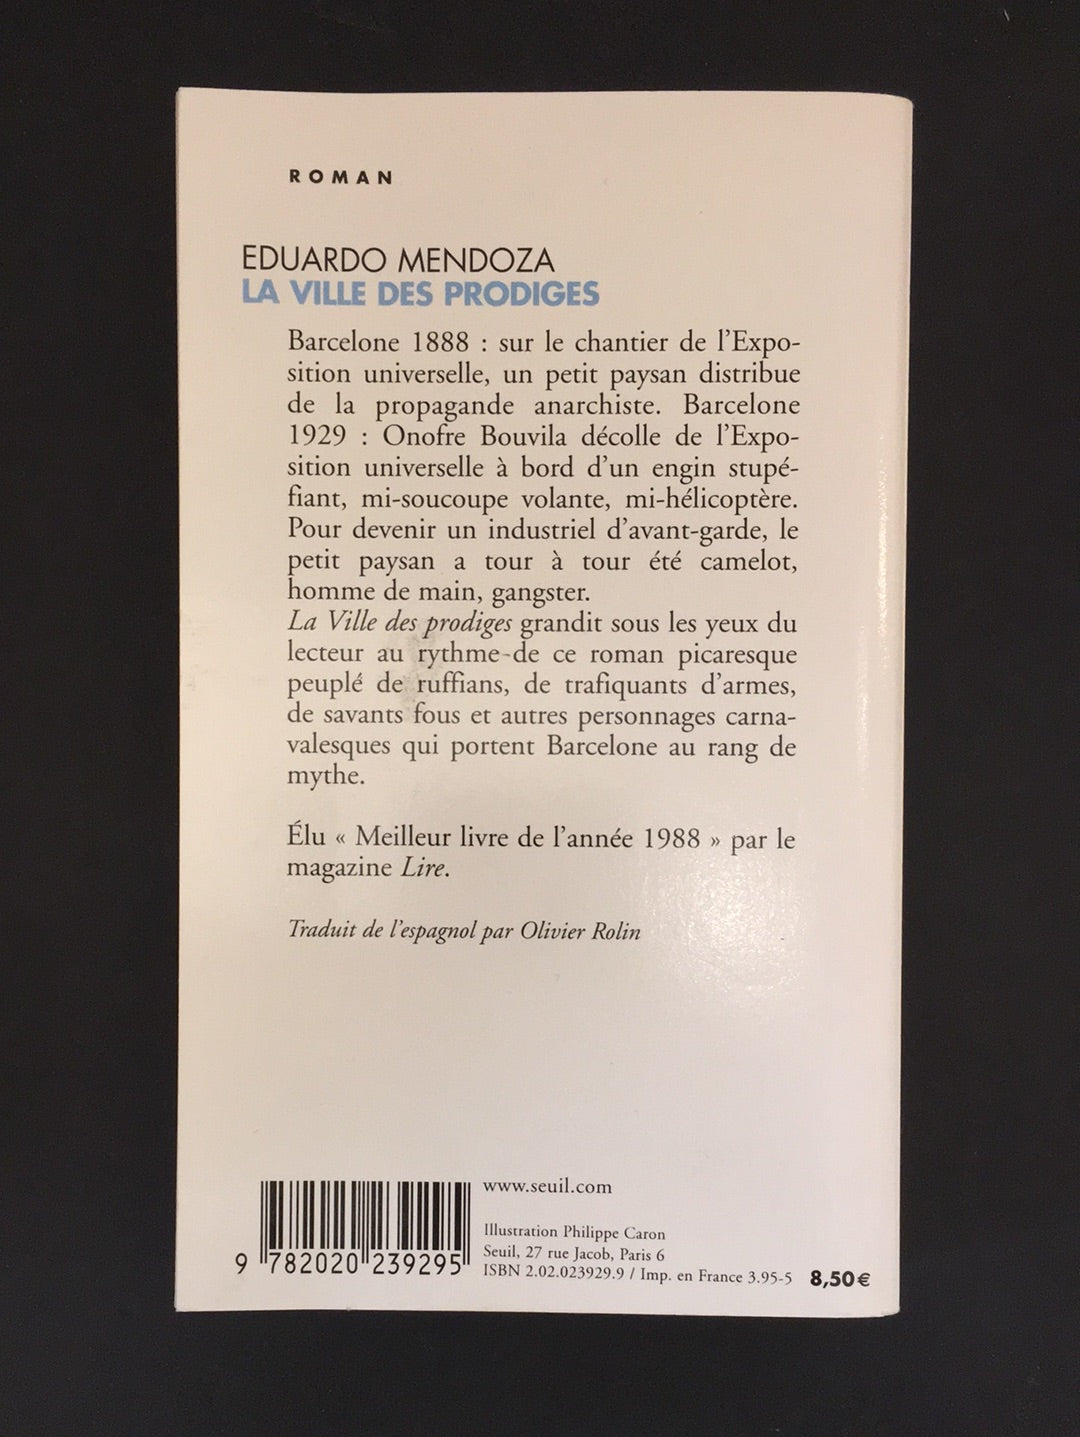 ROMAN
EDUARDO MENDOZA
LA VILLE DES PRODIGES
Barcelone 1888 : sur le chantier de l'Expo-
sition universelle, un petit paysan distribue
de la propagande anarchiste. Barcelone
1929 : Onofre Bouvila décolle de l'Expo-
sition universelle à bord d'un engin stupé-
fiant, mi-soucoupe volante, mi-hélicoptère.
Pour devenir un industriel d'avant-garde, le
petit paysan a tour à tour été camelot,
homme de main, gangster.
La Ville des prodiges grandit sous les yeux du
lecteur au rythme de ce roman picaresque
peuplé de ruffians, de trafiquants d'armes,
de savants fous et autres personnages carna-
valesques qui portent Barcelone au rang de
mythe.
Élu « Meilleur livre de l'année 1988 » par le
magazine Lire.
Traduit de l'espagnol par Olivier Rolin
www.seuil.com
Illustration Philippe Caron
Seuil, 27 rue Jacob, Paris 6
ISBN 2.02.023929.9 / Imp. en France 3.95-5 8,50€
9 782020 239295